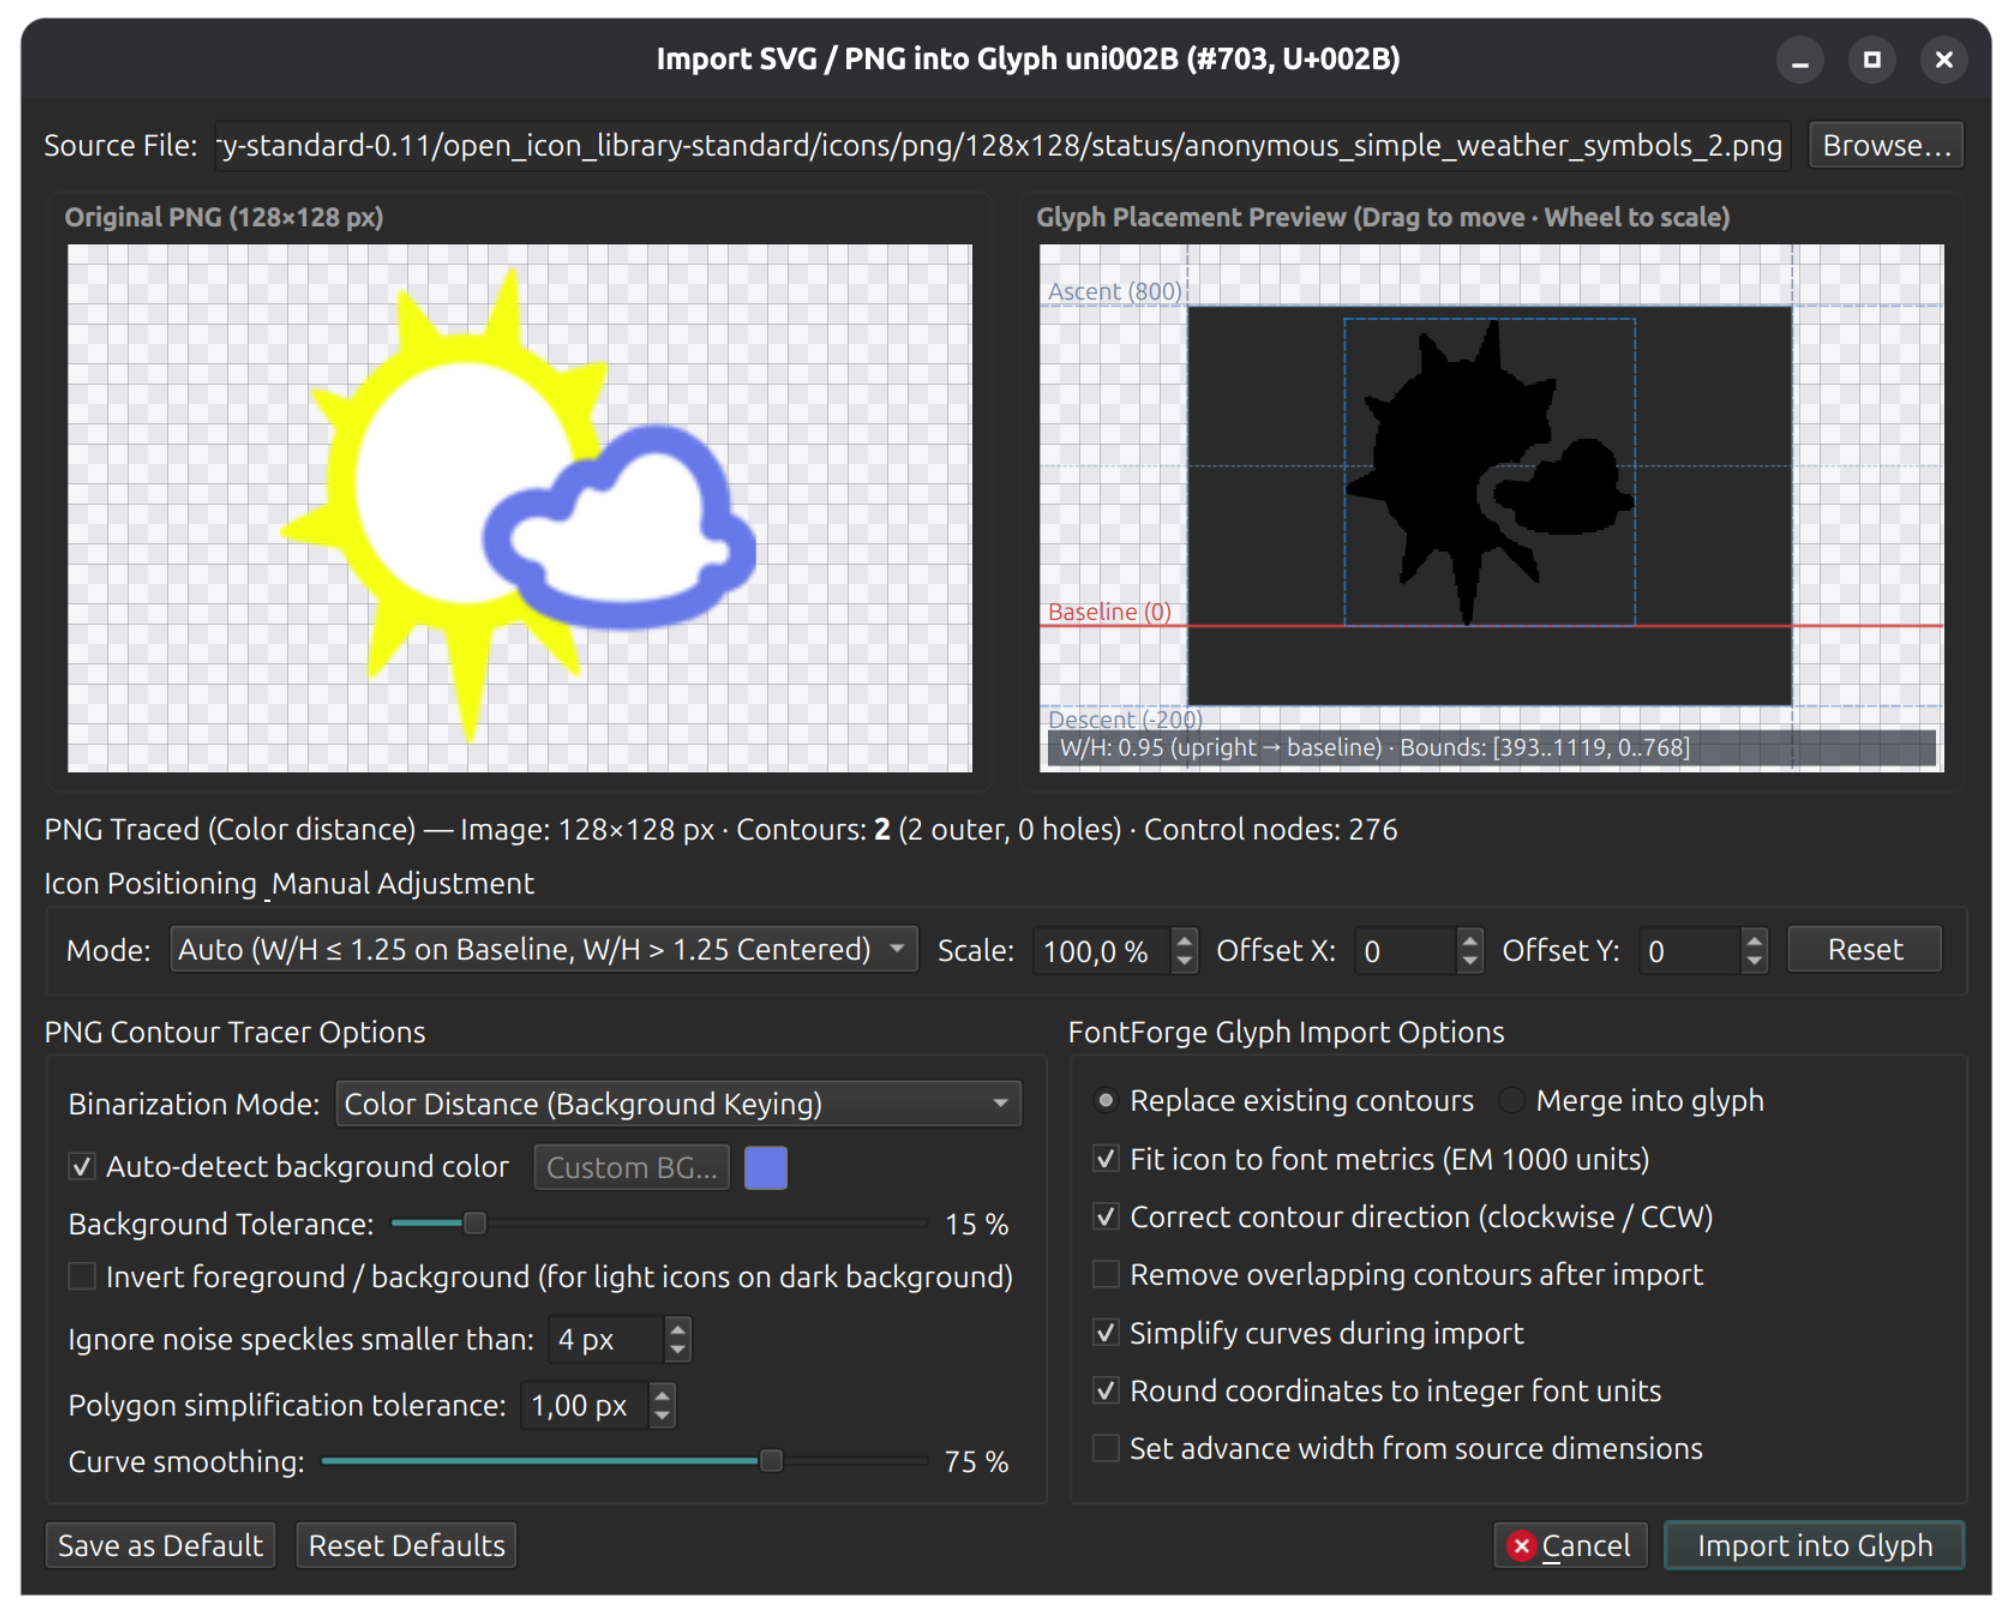 Import SVG / PNG into Glyph uni002B (#703, U+002B)
Source File: ry-standard-0.11/open_icon_library-standard/icons/png/128x128/status/anonymous_simple_weather_symbols_2.png Browse...
Original PNG (128×128 px)
Glyph Placement Preview (Drag to move · Wheel to scale)
Ascent (800)
Baseline (0)
Descent (-200)
W/H: 0.95 (upright → baseline) · Bounds: [393..1119, 0..768]
PNG Traced (Color distance) — Image: 128×128 px · Contours: 2 (2 outer, 0 holes) · Control nodes: 276
Icon Positioning _Manual Adjustment
Mode: Auto (W/H ≤ 1.25 on Baseline, W/H > 1.25 Centered) Scale: 100,0 % Offset X: 0 Offset Y: 0 Reset
PNG Contour Tracer Options
Binarization Mode: Color Distance (Background Keying)
Auto-detect background color Custom BG...
Background Tolerance: 15 %
Invert foreground / background (for light icons on dark background)
Ignore noise speckles smaller than: 4 px
Polygon simplification tolerance: 1,00 px
Curve smoothing: 75 %
FontForge Glyph Import Options
Replace existing contours Merge into glyph
Fit icon to font metrics (EM 1000 units)
Correct contour direction (clockwise / CCW)
Remove overlapping contours after import
Simplify curves during import
Round coordinates to integer font units
Set advance width from source dimensions
Save as Default Reset Defaults Cancel Import into Glyph